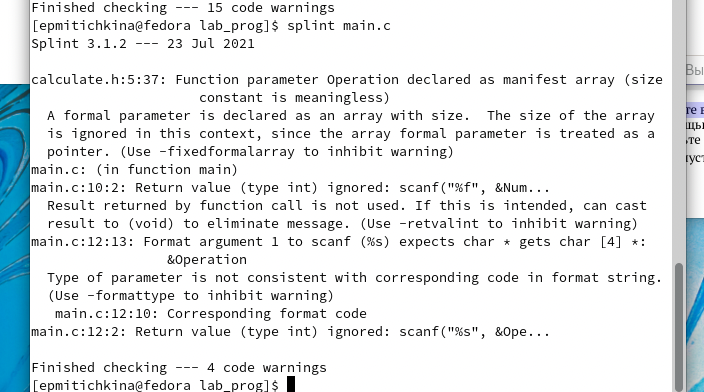 Finished checking --- 15 code warnings
[epmitichkina@fedora lab_prog]$ splint main.c
Splint 3.1.2 --- 23 Jul 2021
calculate.h:5:37: Function parameter Operation declared as manifest array (size
constant is meaningless)
A formal parameter is declared as an array with size.  The size of the array
is ignored in this context, since the array formal parameter is treated as a
pointer. (Use -fixedformalarray to inhibit warning)
main.c: (in function main)
main.c:10:2: Return value (type int) ignored: scanf("%f", &Num...
Result returned by function call is not used. If this is intended, can cast
result to (void) to eliminate message. (Use -retvalint to inhibit warning)
main.c:12:13: Format argument 1 to scanf (%s) expects char * gets char [4] *:
&Operation
Type of parameter is not consistent with corresponding code in format string.
(Use -formattype to inhibit warning)
main.c:12:10: Corresponding format code
main.c:12:2: Return value (type int) ignored: scanf("%s", &Ope...
Finished checking --- 4 code warnings
[epmitichkina@fedora lab_prog]$